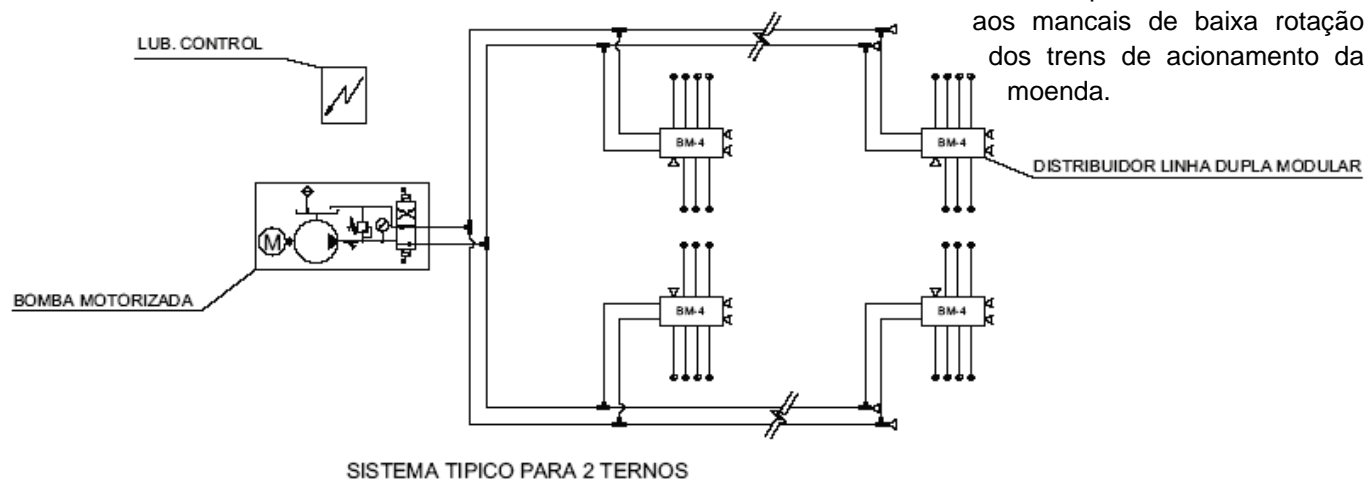 aos mancais de baixa rotação
dos trens de acionamento da
moenda.
LUB. CONTROL
BM-4
BM-4
DISTRIBUIDOR LINHA DUPLA MODULAR
M
BOMBA MOTORIZADA
BM-4
BM-4
SISTEMA TIPICO PARA 2 TERNOS